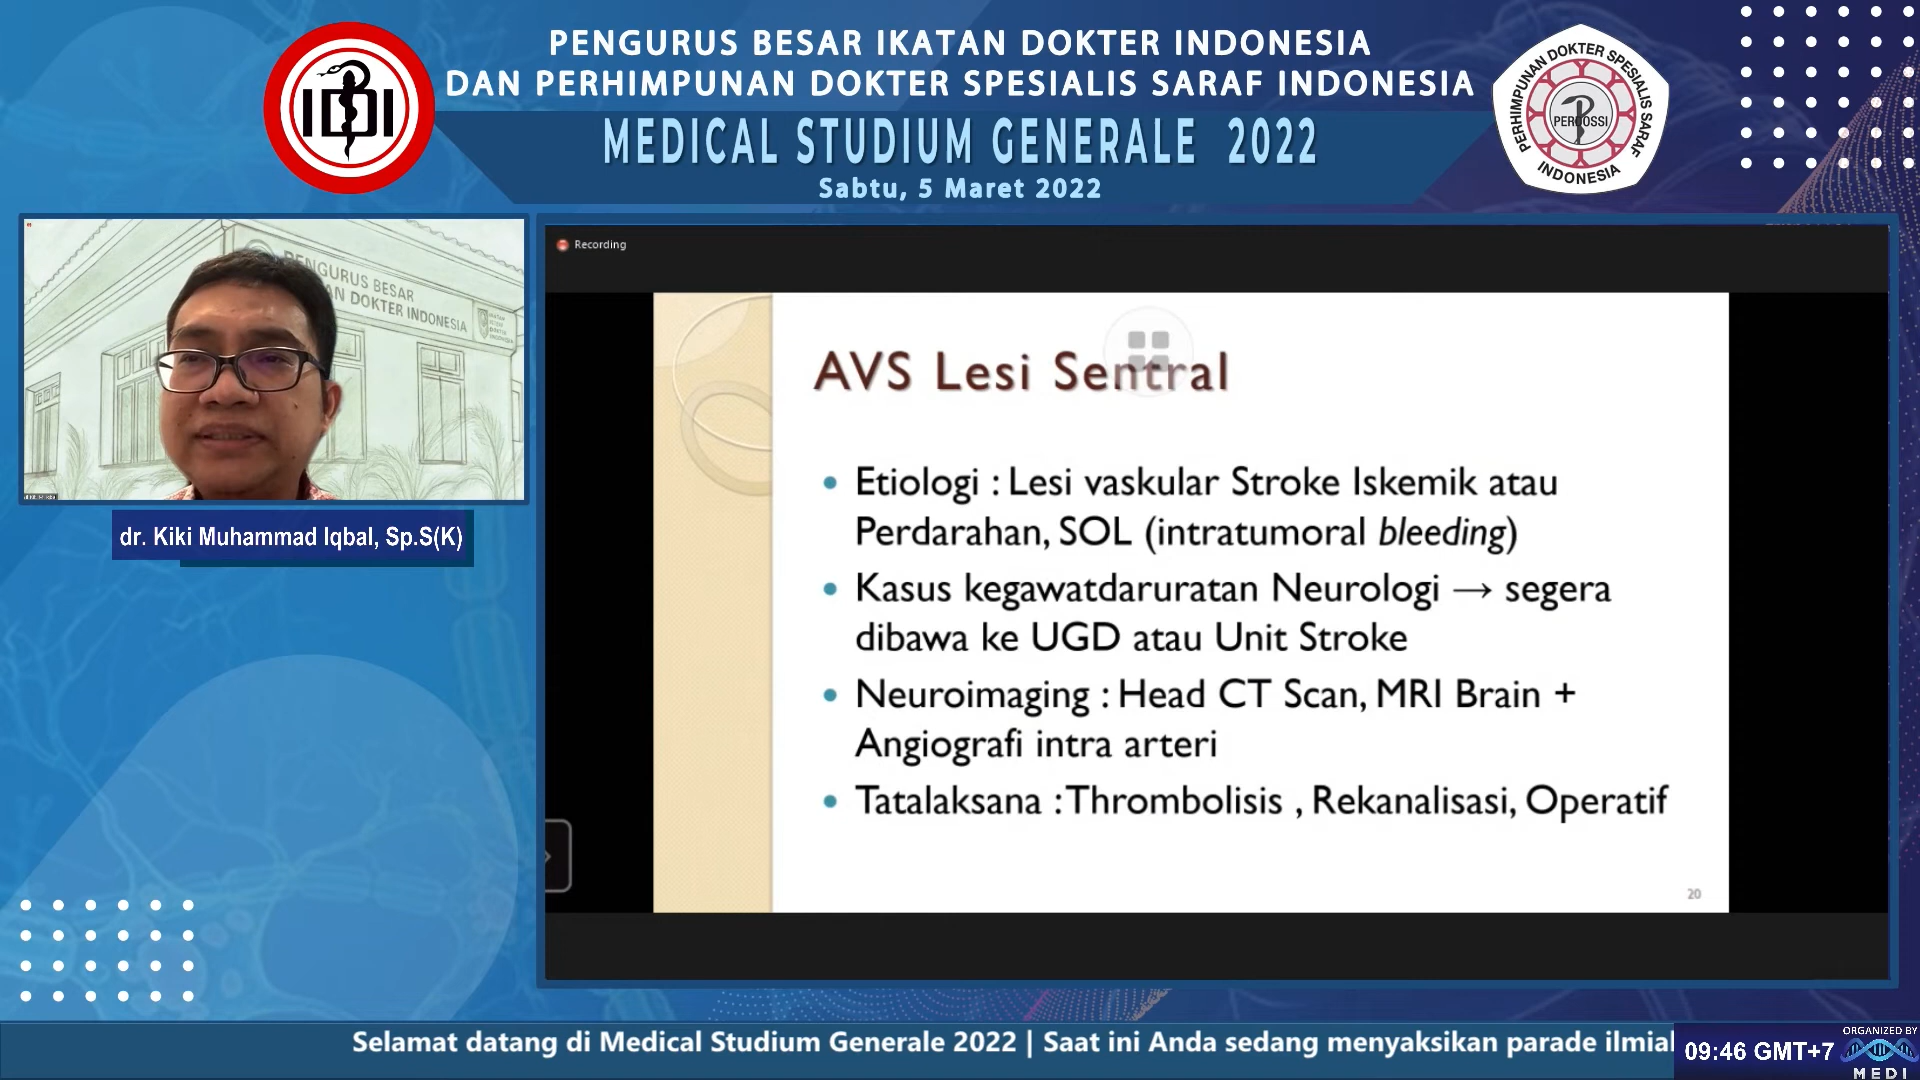 PENGURUS BESAR IKATAN DOKTER INDONESIA
DAN PERHIMPUNAN DOKTER SPESIALIS SARAF INDONESIA
MEDICAL STUDIUM GENERALE 2022
Sabtu, 5 Maret 2022
IDI
PERHIMPUNAN DOKTER SPESIALIS SARAF
INDONESIA
PERDOSSI
PENGURUS BESAR
AN DOKTER INDONESIA
IKATAN
DOKTER
INDONESIA
dr. Kiki Muhammad Iqbal, Sp.S(K)
Recording
AVS Lesi Sentral
• Etiologi : Lesi vaskular Stroke Iskemik atau
Perdarahan, SOL (intratumoral bleeding)
• Kasus kegawatdaruratan Neurologi → segera
dibawa ke UGD atau Unit Stroke
• Neuroimaging : Head CT Scan, MRI Brain +
Angiografi intra arteri
• Tatalaksana : Thrombolisis , Rekanalisasi, Operatif
20
Selamat datang di Medical Studium Generale 2022 | Saat ini Anda sedang menyaksikan parade ilmial
09:46 GMT+7
ORGANIZED BY
MEDI